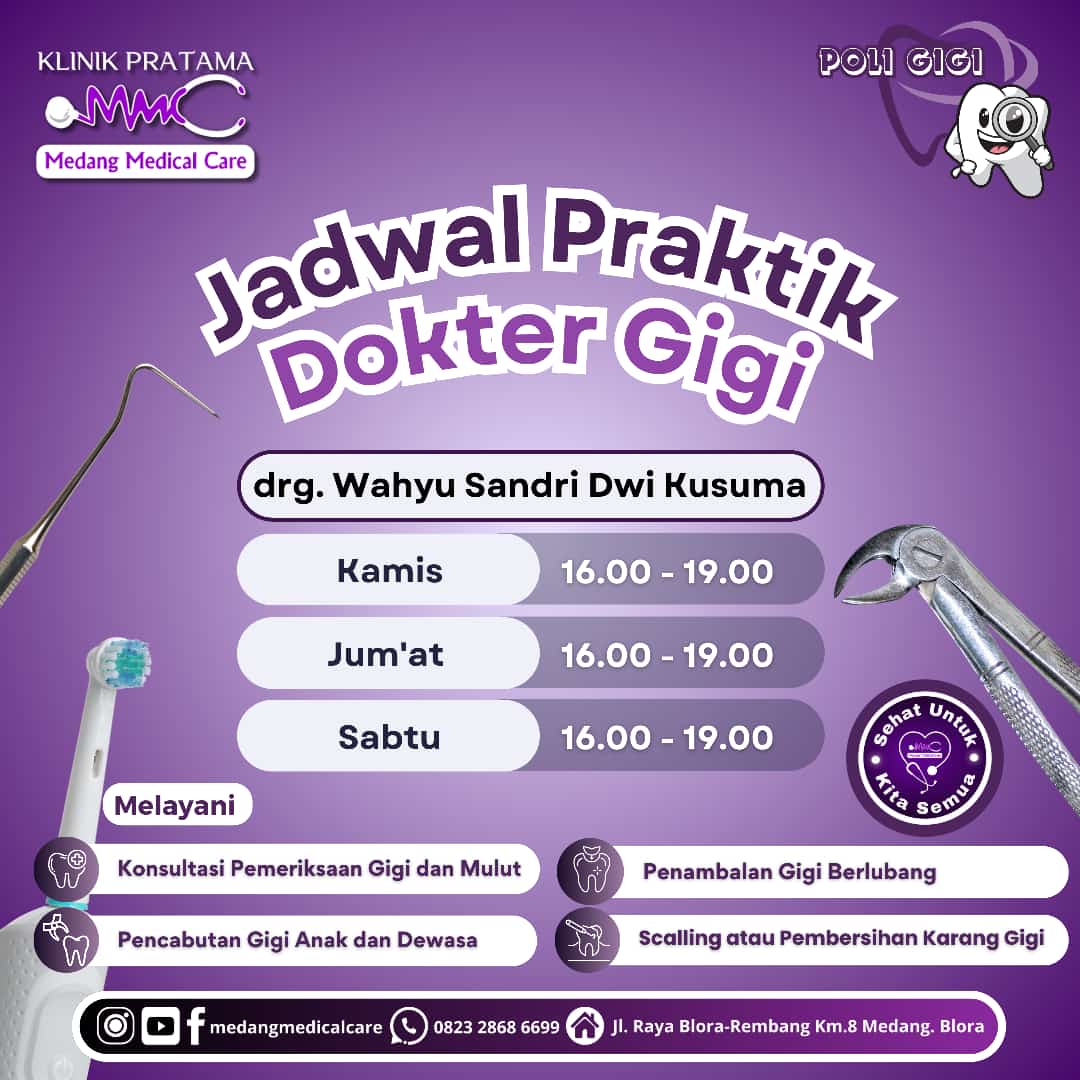 KLINIK PRATAMA
MMC
Medang Medical Care
POLI GIGI
Jadwal Praktik
Dokter Gigi
drg. Wahyu Sandri Dwi Kusuma
Kamis 16.00 - 19.00
Jum'at 16.00 - 19.00
Sabtu 16.00 - 19.00
Sehat Untuk
MMC
Kita Semua
Melayani
Konsultasi Pemeriksaan Gigi dan Mulut
Penambalan Gigi Berlubang
Pencabutan Gigi Anak dan Dewasa
Scalling atau Pembersihan Karang Gigi
medangmedicalcare 0823 2868 6699 Jl. Raya Blora-Rembang Km.8 Medang. Blora